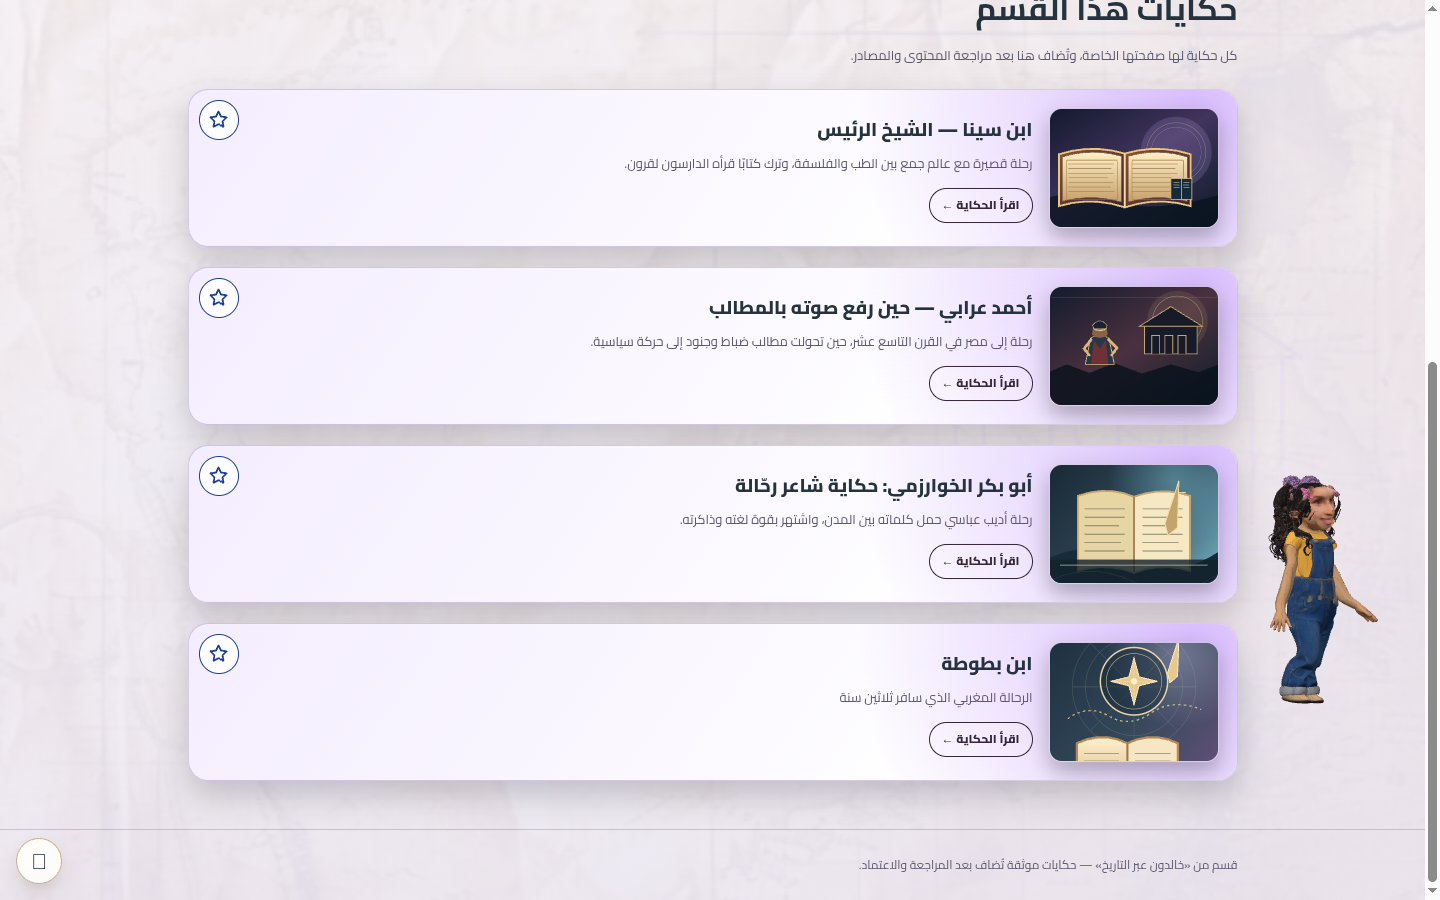 حكايات هذا القسم
كل حكاية لها صفحتها الخاصة، وتُضاف هنا بعد مراجعة المحتوى والمصادر.
ابن سينا — الشيخ الرئيس
رحلة قصيرة مع عالم جمع بين الطب والفلسفة، وترك كتابًا قرأه الدارسون لقرون.
اقرأ الحكاية ←
أحمد عرابي — حين رفع صوته بالمطالب
رحلة إلى مصر في القرن التاسع عشر، حين تحولت مطالب ضباط وجنود إلى حركة سياسية.
اقرأ الحكاية ←
أبو بكر الخوارزمي: حكاية شاعر رحّالة
رحلة أديب عباسي حمل كلماته بين المدن، واشتهر بقوة لغته وذاكرته.
اقرأ الحكاية ←
ابن بطوطة
الرحالة المغربي الذي سافر ثلاثين سنة
اقرأ الحكاية ←
قسم من «خالدون عبر التاريخ» — حكايات موثقة تُضاف بعد المراجعة والاعتماد.